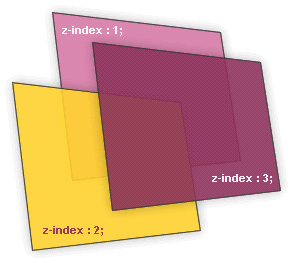 z-index : 1;
z-index : 3;
z-index : 2;